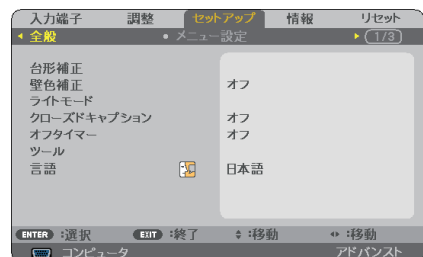 入力端子 調整 セットアップ 情報 リセット
全般 メニュー設定 1/3
台形補正
壁色補正 オフ
ライトモード
クローズドキャプション オフ
オフタイマー オフ
ツール
言語 日本語
ENTER :選択 EXIT :終了 :移動 :移動
コンピュータ アドバンスト